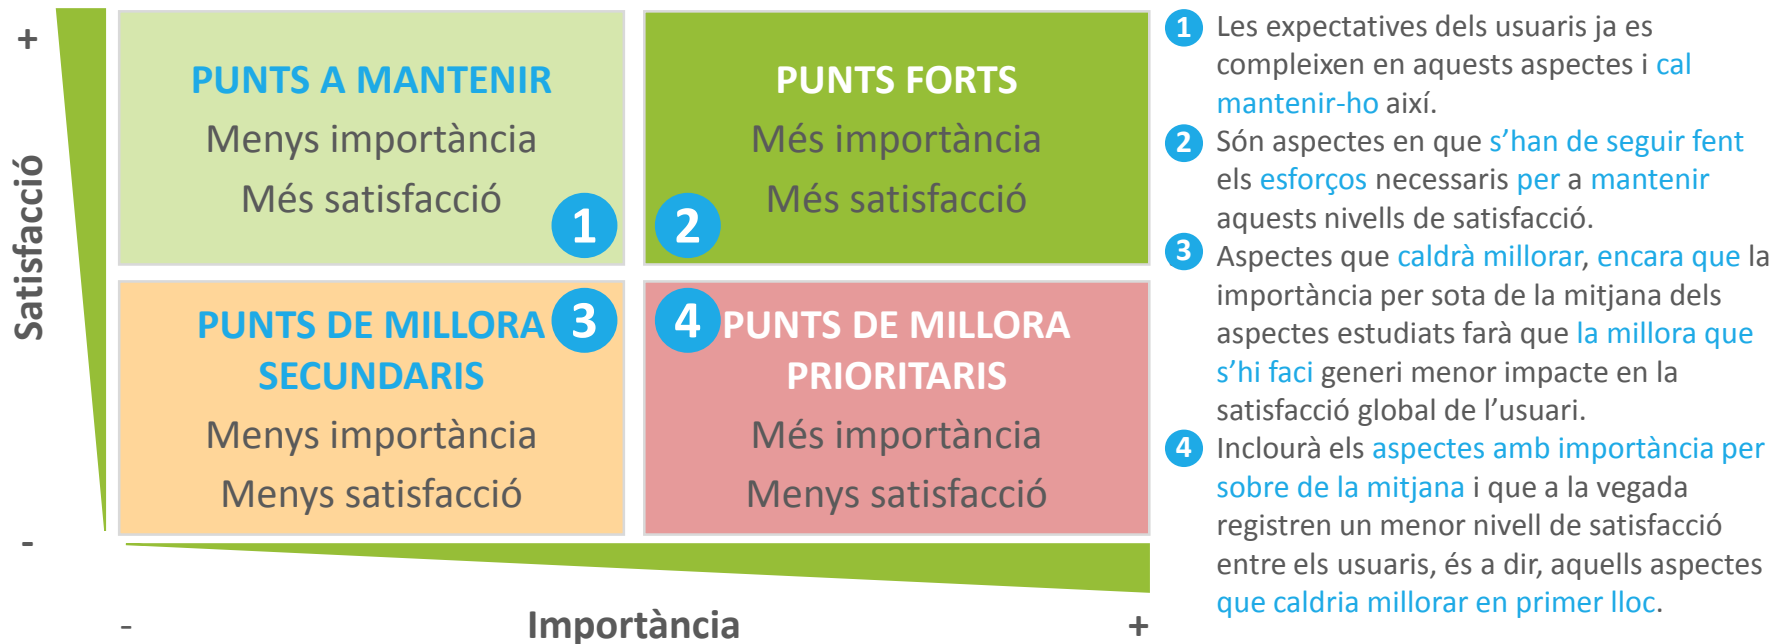 +
Satisfacció
-
PUNTS A MANTENIR
Menys importància
Més satisfacció
1
PUNTS FORTS
Més importància
Més satisfacció
2
PUNTS DE MILLORA
SECUNDARIS
Menys importància
Menys satisfacció
3
4
PUNTS DE MILLORA
PRIORITARIS
Més importància
Menys satisfacció
-
Importància
+
1 Les expectatives dels usuaris ja es
compleixen en aquests aspectes i cal
mantenir-ho així.
2 Són aspectes en que s’han de seguir fent
els esforços necessaris per a mantenir
aquests nivells de satisfacció.
3 Aspectes que caldrà millorar, encara que la
importància per sota de la mitjana dels
aspectes estudiats farà que la millora que
s’hi faci generi menor impacte en la
satisfacció global de l’usuari.
4 Inclourà els aspectes amb importància per
sobre de la mitjana i que a la vegada
registren un menor nivell de satisfacció
entre els usuaris, és a dir, aquells aspectes
que caldria millorar en primer lloc.